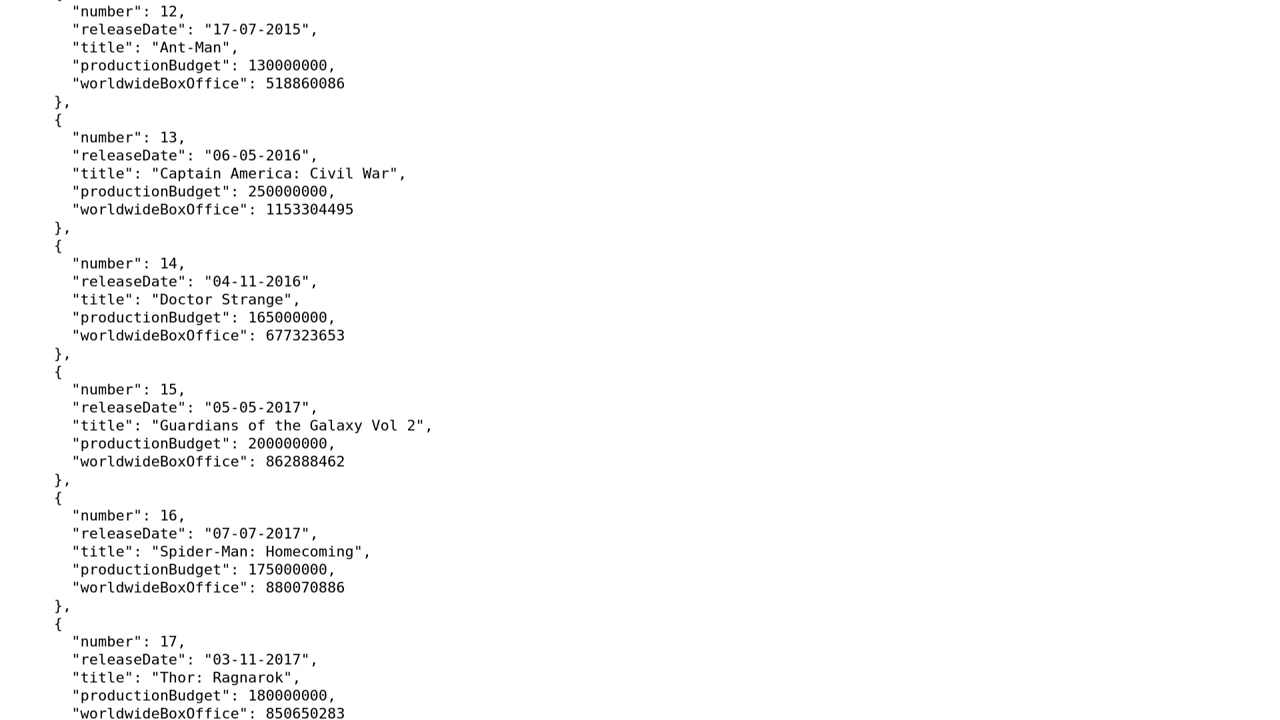 {
"number": 12,
"releaseDate": "17-07-2015",
"title": "Ant-Man",
"productionBudget": 130000000,
"worldwideBoxOffice": 518860086
},
{
"number": 13,
"releaseDate": "06-05-2016",
"title": "Captain America: Civil War",
"productionBudget": 250000000,
"worldwideBoxOffice": 1153304495
},
{
"number": 14,
"releaseDate": "04-11-2016",
"title": "Doctor Strange",
"productionBudget": 165000000,
"worldwideBoxOffice": 677323653
},
{
"number": 15,
"releaseDate": "05-05-2017",
"title": "Guardians of the Galaxy Vol 2",
"productionBudget": 200000000,
"worldwideBoxOffice": 862888462
},
{
"number": 16,
"releaseDate": "07-07-2017",
"title": "Spider-Man: Homecoming",
"productionBudget": 175000000,
"worldwideBoxOffice": 880070886
},
{
"number": 17,
"releaseDate": "03-11-2017",
"title": "Thor: Ragnarok",
"productionBudget": 180000000,
"worldwideBoxOffice": 850650283